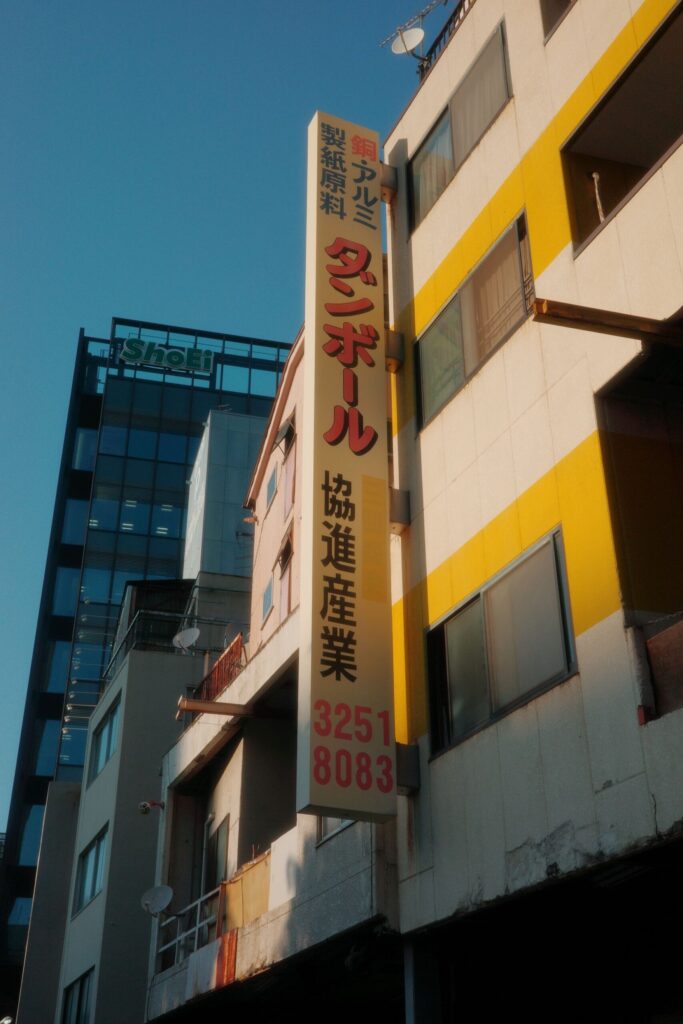 銅・アルミ
製紙原料
ダンボール
協進産業
3251
8083
ShoEi